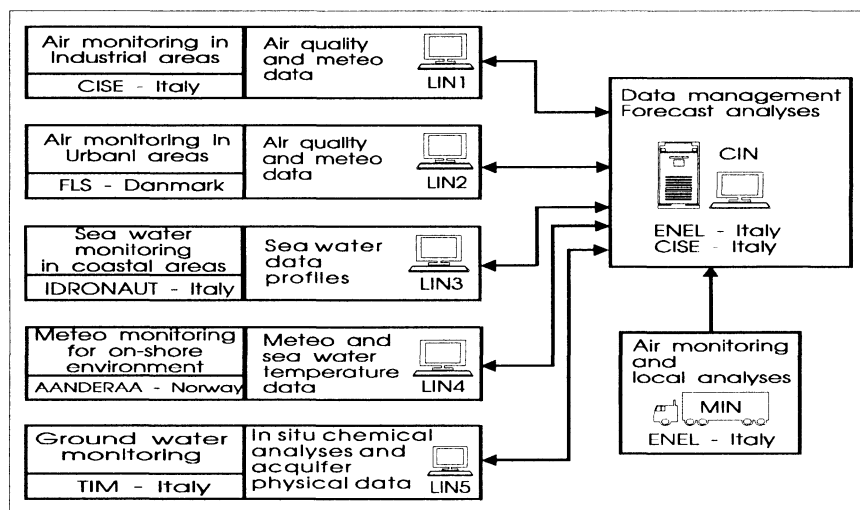 Air monitoring in
Industrial areas
CISE - Italy
Air quality
and meteo
data
LIN1
Air monitoring in
Urbani areas
FLS - Danmark
Air quality
and meteo
data
LIN2
Sea water
monitoring
in coastal areas
IDRONAUT - Italy
Sea water
data
profiles
LIN3
Meteo monitoring
for on-shore
environment
AANDERAA - Norway
Meteo and
sea water
temperature
data
LIN4
Ground water
monitoring
TIM - Italy
In situ chemical
analyses and
acquifer
physical data
LIN5
Data management
Forecast analyses
CIN
ENEL - Italy
CISE - Italy
Air monitoring
and
local analyses
MIN
ENEL - Italy